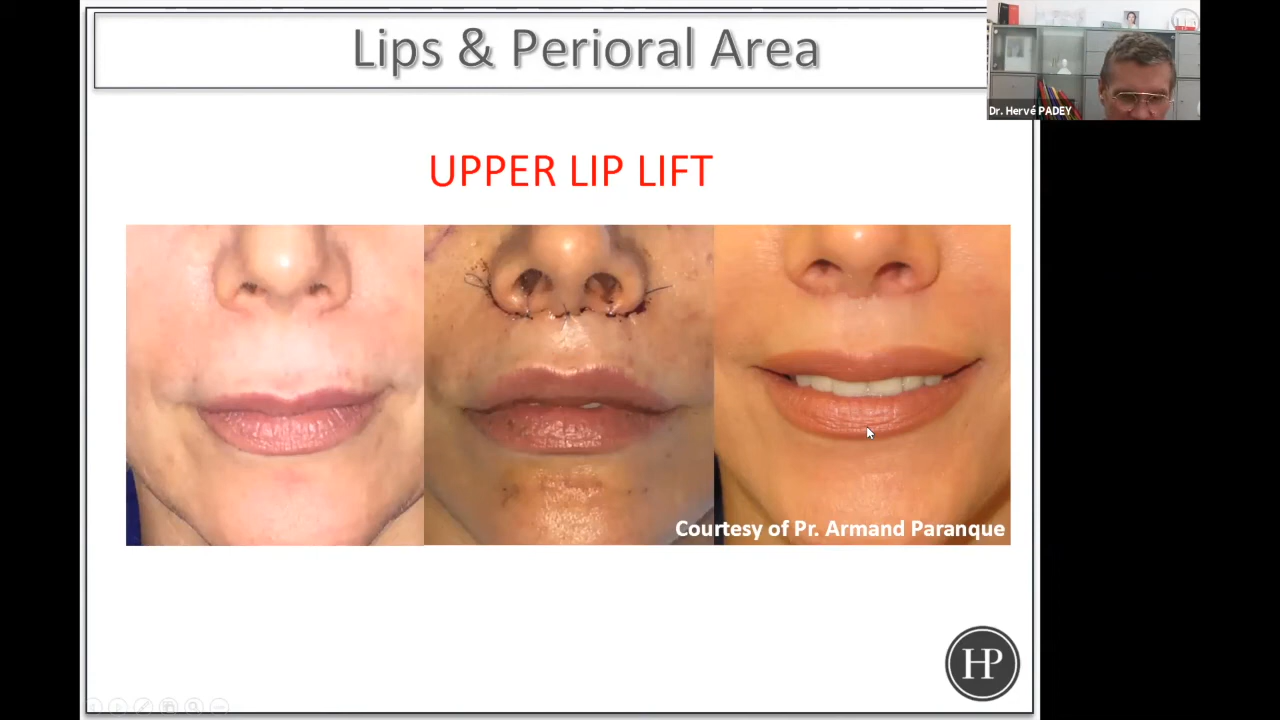 Lips & Perioral Area
Dr. Hervé PADEY
UPPER LIP LIFT
Courtesy of Pr. Armand Paranque
HP